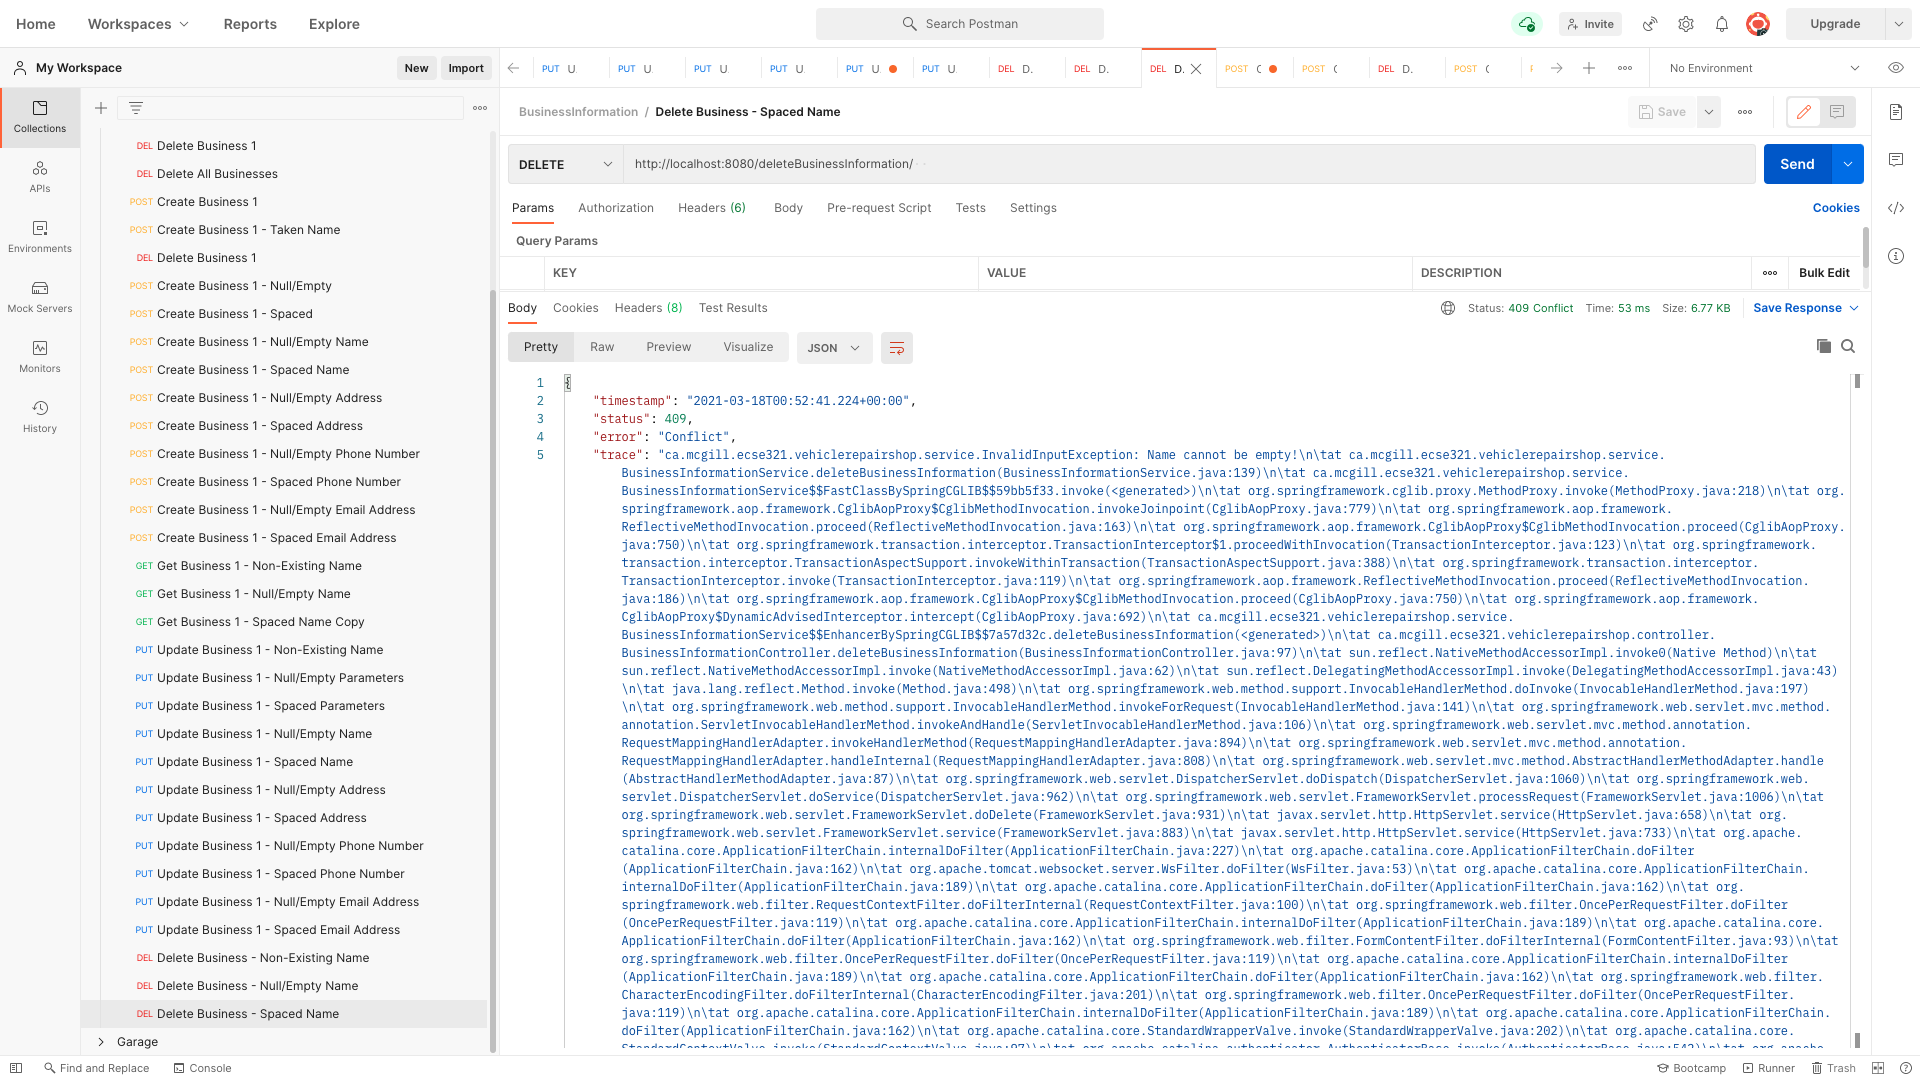 Home
Workspaces
Reports
Explore
Search Postman
Invite
Upgrade
My Workspace
New
Import
PUT U
PUT U
PUT U
PUT U
PUT U
PUT U
DEL D
DEL D
DEL D
POST
POST
DEL D
POST
No Environment
Collections
APIs
Environments
Mock Servers
Monitors
History
DEL Delete Business 1
DEL Delete All Businesses
POST Create Business 1
POST Create Business 1 - Taken Name
DEL Delete Business 1
POST Create Business 1 - Null/Empty
POST Create Business 1 - Spaced
POST Create Business 1 - Null/Empty Name
POST Create Business 1 - Spaced Name
POST Create Business 1 - Null/Empty Address
POST Create Business 1 - Spaced Address
POST Create Business 1 - Null/Empty Phone Number
POST Create Business 1 - Spaced Phone Number
POST Create Business 1 - Null/Empty Email Address
POST Create Business 1 - Spaced Email Address
GET Get Business 1 - Non-Existing Name
GET Get Business 1 - Null/Empty Name
GET Get Business 1 - Spaced Name Copy
PUT Update Business 1 - Non-Existing Name
PUT Update Business 1 - Null/Empty Parameters
PUT Update Business 1 - Spaced Parameters
PUT Update Business 1 - Null/Empty Name
PUT Update Business 1 - Spaced Name
PUT Update Business 1 - Null/Empty Address
PUT Update Business 1 - Spaced Address
PUT Update Business 1 - Null/Empty Phone Number
PUT Update Business 1 - Spaced Phone Number
PUT Update Business 1 - Null/Empty Email Address
PUT Update Business 1 - Spaced Email Address
DEL Delete Business - Non-Existing Name
DEL Delete Business - Null/Empty Name
DEL Delete Business - Spaced Name
Garage
BusinessInformation / Delete Business - Spaced Name
Save
DELETE
http://localhost:8080/deleteBusinessInformation/
Send
Params
Authorization
Headers (6)
Body
Pre-request Script
Tests
Settings
Cookies
Query Params
KEY
VALUE
DESCRIPTION
Bulk Edit
Body
Cookies
Headers (8)
Test Results
Status: 409 Conflict
Time: 53 ms
Size: 6.77 KB
Save Response
Pretty
Raw
Preview
Visualize
JSON
1 {
2 "timestamp": "2021-03-18T00:52:41.224+00:00",
3 "status": 409,
4 "error": "Conflict",
5 "trace": "ca.mcgill.ecse321.vehiclerepairshop.service.InvalidInputException: Name cannot be empty!\n\tat ca.mcgill.ecse321.vehiclerepairshop.service.
BusinessInformationService.deleteBusinessInformation(BusinessInformationService.java:139)\n\tat ca.mcgill.ecse321.vehiclerepairshop.service.
BusinessInformationService$$FastClassBySpringCGLIB$$59bb5f33.invoke(<generated>)\n\tat org.springframework.cglib.proxy.MethodProxy.invoke(MethodProxy.java:218)\n\tat org.
springframework.aop.framework.CglibAopProxy$CglibMethodInvocation.invokeJoinpoint(CglibAopProxy.java:779)\n\tat org.springframework.aop.framework.
ReflectiveMethodInvocation.proceed(ReflectiveMethodInvocation.java:163)\n\tat org.springframework.aop.framework.CglibAopProxy$CglibMethodInvocation.proceed(CglibAopProxy.
java:750)\n\tat org.springframework.transaction.interceptor.TransactionInterceptor$1.proceedWithInvocation(TransactionInterceptor.java:123)\n\tat org.springframework.
transaction.interceptor.TransactionAspectSupport.invokeWithinTransaction(TransactionAspectSupport.java:388)\n\tat org.springframework.transaction.interceptor.
TransactionInterceptor.invoke(TransactionInterceptor.java:119)\n\tat org.springframework.aop.framework.ReflectiveMethodInvocation.proceed(ReflectiveMethodInvocation.
java:186)\n\tat org.springframework.aop.framework.CglibAopProxy$CglibMethodInvocation.proceed(CglibAopProxy.java:750)\n\tat org.springframework.aop.framework.
CglibAopProxy$DynamicAdvisedInterceptor.intercept(CglibAopProxy.java:692)\n\tat ca.mcgill.ecse321.vehiclerepairshop.service.
BusinessInformationService$$EnhancerBySpringCGLIB$$7a57d32c.deleteBusinessInformation(<generated>)\n\tat ca.mcgill.ecse321.vehiclerepairshop.controller.
BusinessInformationController.deleteBusinessInformation(BusinessInformationController.java:97)\n\tat sun.reflect.NativeMethodAccessorImpl.invoke0(Native Method)\n\tat
sun.reflect.NativeMethodAccessorImpl.invoke(NativeMethodAccessorImpl.java:62)\n\tat sun.reflect.DelegatingMethodAccessorImpl.invoke(DelegatingMethodAccessorImpl.java:43)
\n\tat java.lang.reflect.Method.invoke(Method.java:498)\n\tat org.springframework.web.method.support.InvocableHandlerMethod.doInvoke(InvocableHandlerMethod.java:197)
\n\tat org.springframework.web.method.support.InvocableHandlerMethod.invokeForRequest(InvocableHandlerMethod.java:141)\n\tat org.springframework.web.servlet.mvc.method.
annotation.ServletInvocableHandlerMethod.invokeAndHandle(ServletInvocableHandlerMethod.java:106)\n\tat org.springframework.web.servlet.mvc.method.annotation.
RequestMappingHandlerAdapter.invokeHandlerMethod(RequestMappingHandlerAdapter.java:894)\n\tat org.springframework.web.servlet.mvc.method.annotation.
RequestMappingHandlerAdapter.handleInternal(RequestMappingHandlerAdapter.java:808)\n\tat org.springframework.web.servlet.mvc.method.AbstractHandlerMethodAdapter.handle
(AbstractHandlerMethodAdapter.java:87)\n\tat org.springframework.web.servlet.DispatcherServlet.doDispatch(DispatcherServlet.java:1060)\n\tat org.springframework.web.
servlet.DispatcherServlet.doService(DispatcherServlet.java:962)\n\tat org.springframework.web.servlet.FrameworkServlet.processRequest(FrameworkServlet.java:1006)\n\tat
org.springframework.web.servlet.FrameworkServlet.doDelete(FrameworkServlet.java:931)\n\tat javax.servlet.http.HttpServlet.service(HttpServlet.java:658)\n\tat org.
springframework.web.servlet.FrameworkServlet.service(FrameworkServlet.java:883)\n\tat javax.servlet.http.HttpServlet.service(HttpServlet.java:733)\n\tat org.apache.
catalina.core.ApplicationFilterChain.internalDoFilter(ApplicationFilterChain.java:227)\n\tat org.apache.catalina.core.ApplicationFilterChain.doFilter
(ApplicationFilterChain.java:162)\n\tat org.apache.tomcat.websocket.server.WsFilter.doFilter(WsFilter.java:53)\n\tat org.apache.catalina.core.ApplicationFilterChain.
internalDoFilter(ApplicationFilterChain.java:189)\n\tat org.apache.catalina.core.ApplicationFilterChain.doFilter(ApplicationFilterChain.java:162)\n\tat org.
springframework.web.filter.RequestContextFilter.doFilterInternal(RequestContextFilter.java:100)\n\tat org.springframework.web.filter.OncePerRequestFilter.doFilter
(OncePerRequestFilter.java:119)\n\tat org.apache.catalina.core.ApplicationFilterChain.internalDoFilter(ApplicationFilterChain.java:189)\n\tat org.apache.catalina.core.
ApplicationFilterChain.doFilter(ApplicationFilterChain.java:162)\n\tat org.springframework.web.filter.FormContentFilter.doFilterInternal(FormContentFilter.java:93)\n\tat
org.springframework.web.filter.OncePerRequestFilter.doFilter(OncePerRequestFilter.java:119)\n\tat org.apache.catalina.core.ApplicationFilterChain.internalDoFilter
(ApplicationFilterChain.java:189)\n\tat org.apache.catalina.core.ApplicationFilterChain.doFilter(ApplicationFilterChain.java:162)\n\tat org.springframework.web.filter.
CharacterEncodingFilter.doFilterInternal(CharacterEncodingFilter.java:201)\n\tat org.springframework.web.filter.OncePerRequestFilter.doFilter(OncePerRequestFilter.
java:119)\n\tat org.apache.catalina.core.ApplicationFilterChain.internalDoFilter(ApplicationFilterChain.java:189)\n\tat org.apache.catalina.core.ApplicationFilterChain.
doFilter(ApplicationFilterChain.java:162)\n\tat org.apache.catalina.core.StandardWrapperValve.invoke(StandardWrapperValve.java:202)\n\tat org.apache.catalina.core.
StandardContextValve.invoke(StandardContextValve.java:97)\n\tat org.apache.catalina.authenticator.AuthenticatorBase.invoke(AuthenticatorBase.java:542)\n\tat org.apache.
Find and Replace
Console
Bootcamp
Runner
Trash